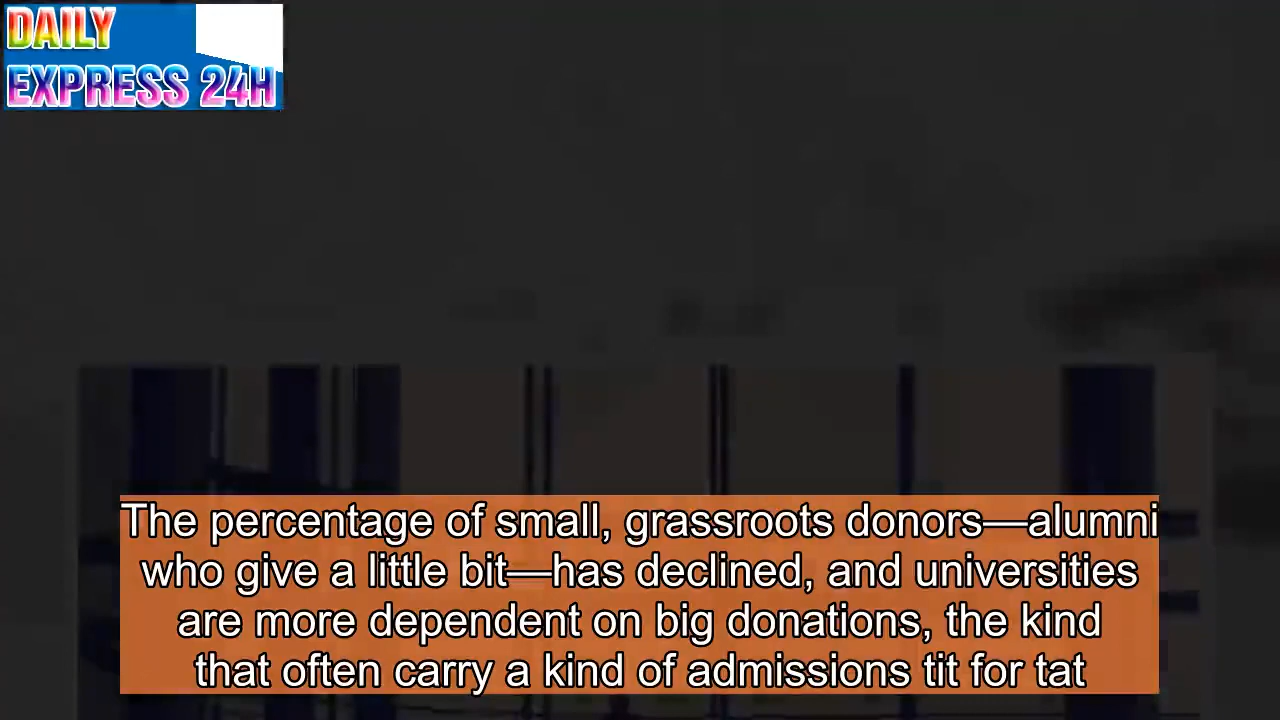 DAILY
EXPRESS 24H
The percentage of small, grassroots donors—alumni
who give a little bit—has declined, and universities
are more dependent on big donations, the kind
that often carry a kind of admissions tit for tat